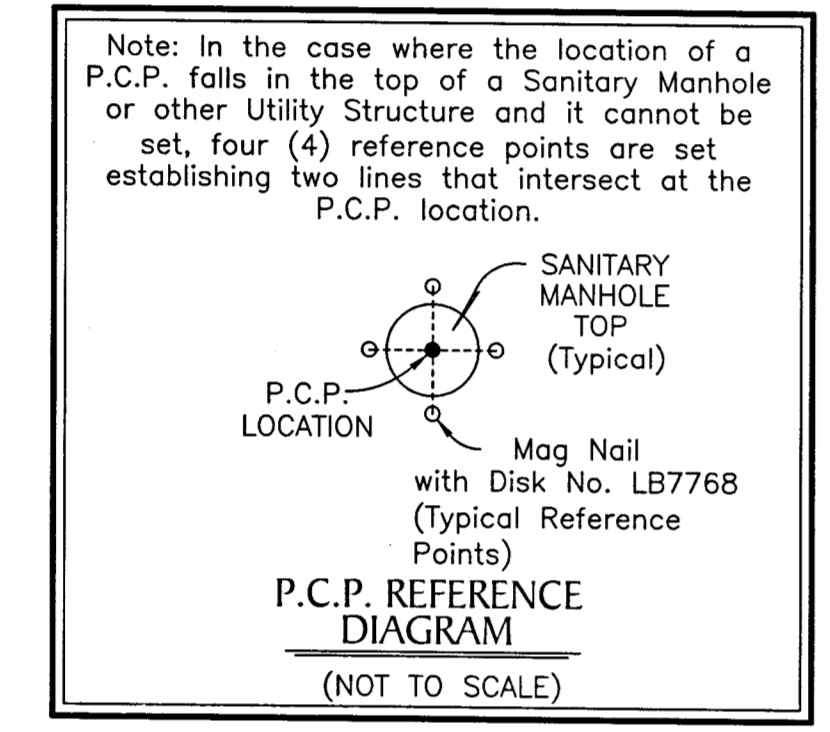 Note: In the case where the location of a
P.C.P. falls in the top of a Sanitary Manhole
or other Utility Structure and it cannot be
set, four (4) reference points are set
establishing two lines that intersect at the
P.C.P. location.
SANITARY
MANHOLE
TOP
(Typical)
P.C.P.
LOCATION
Mag Nail
with Disk No. LB7768
(Typical Reference
Points)
P.C.P. REFERENCE
DIAGRAM
(NOT TO SCALE)